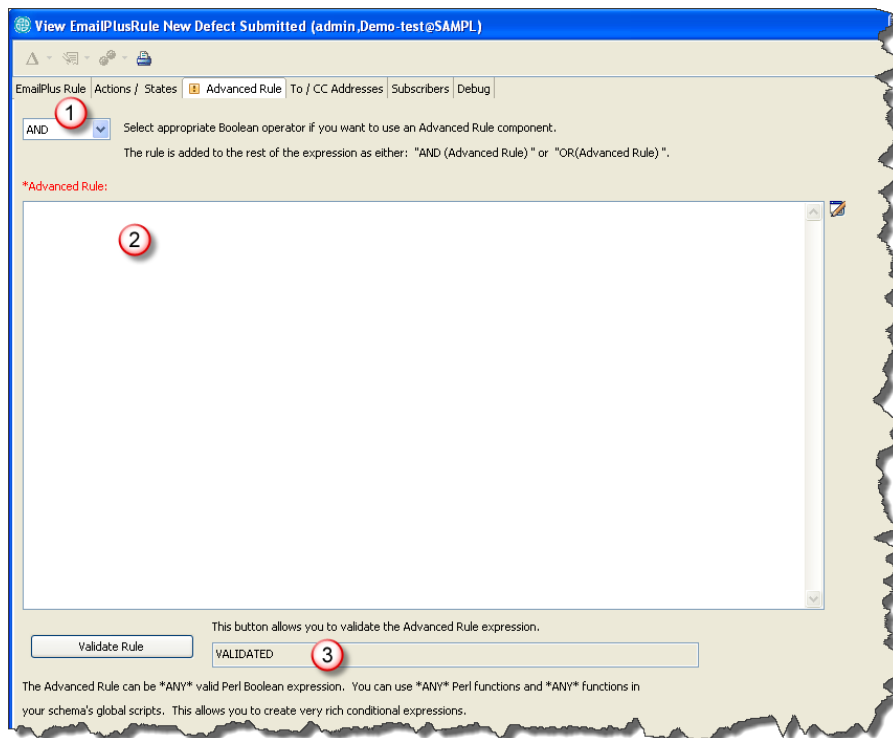 View EmailPlusRule New Defect Submitted (admin,Demo-test@SAMPL)
EmailPlus Rule Actions / States Advanced Rule To / CC Addresses Subscribers Debug
1
AND Select appropriate Boolean operator if you want to use an Advanced Rule component.
The rule is added to the rest of the expression as either: "AND (Advanced Rule) " or "OR(Advanced Rule) ".
*Advanced Rule:
2
This button allows you to validate the Advanced Rule expression.
Validate Rule VALIDATED 3
The Advanced Rule can be *ANY* valid Perl Boolean expression. You can use *ANY* Perl functions and *ANY* functions in
your schema's global scripts. This allows you to create very rich conditional expressions.